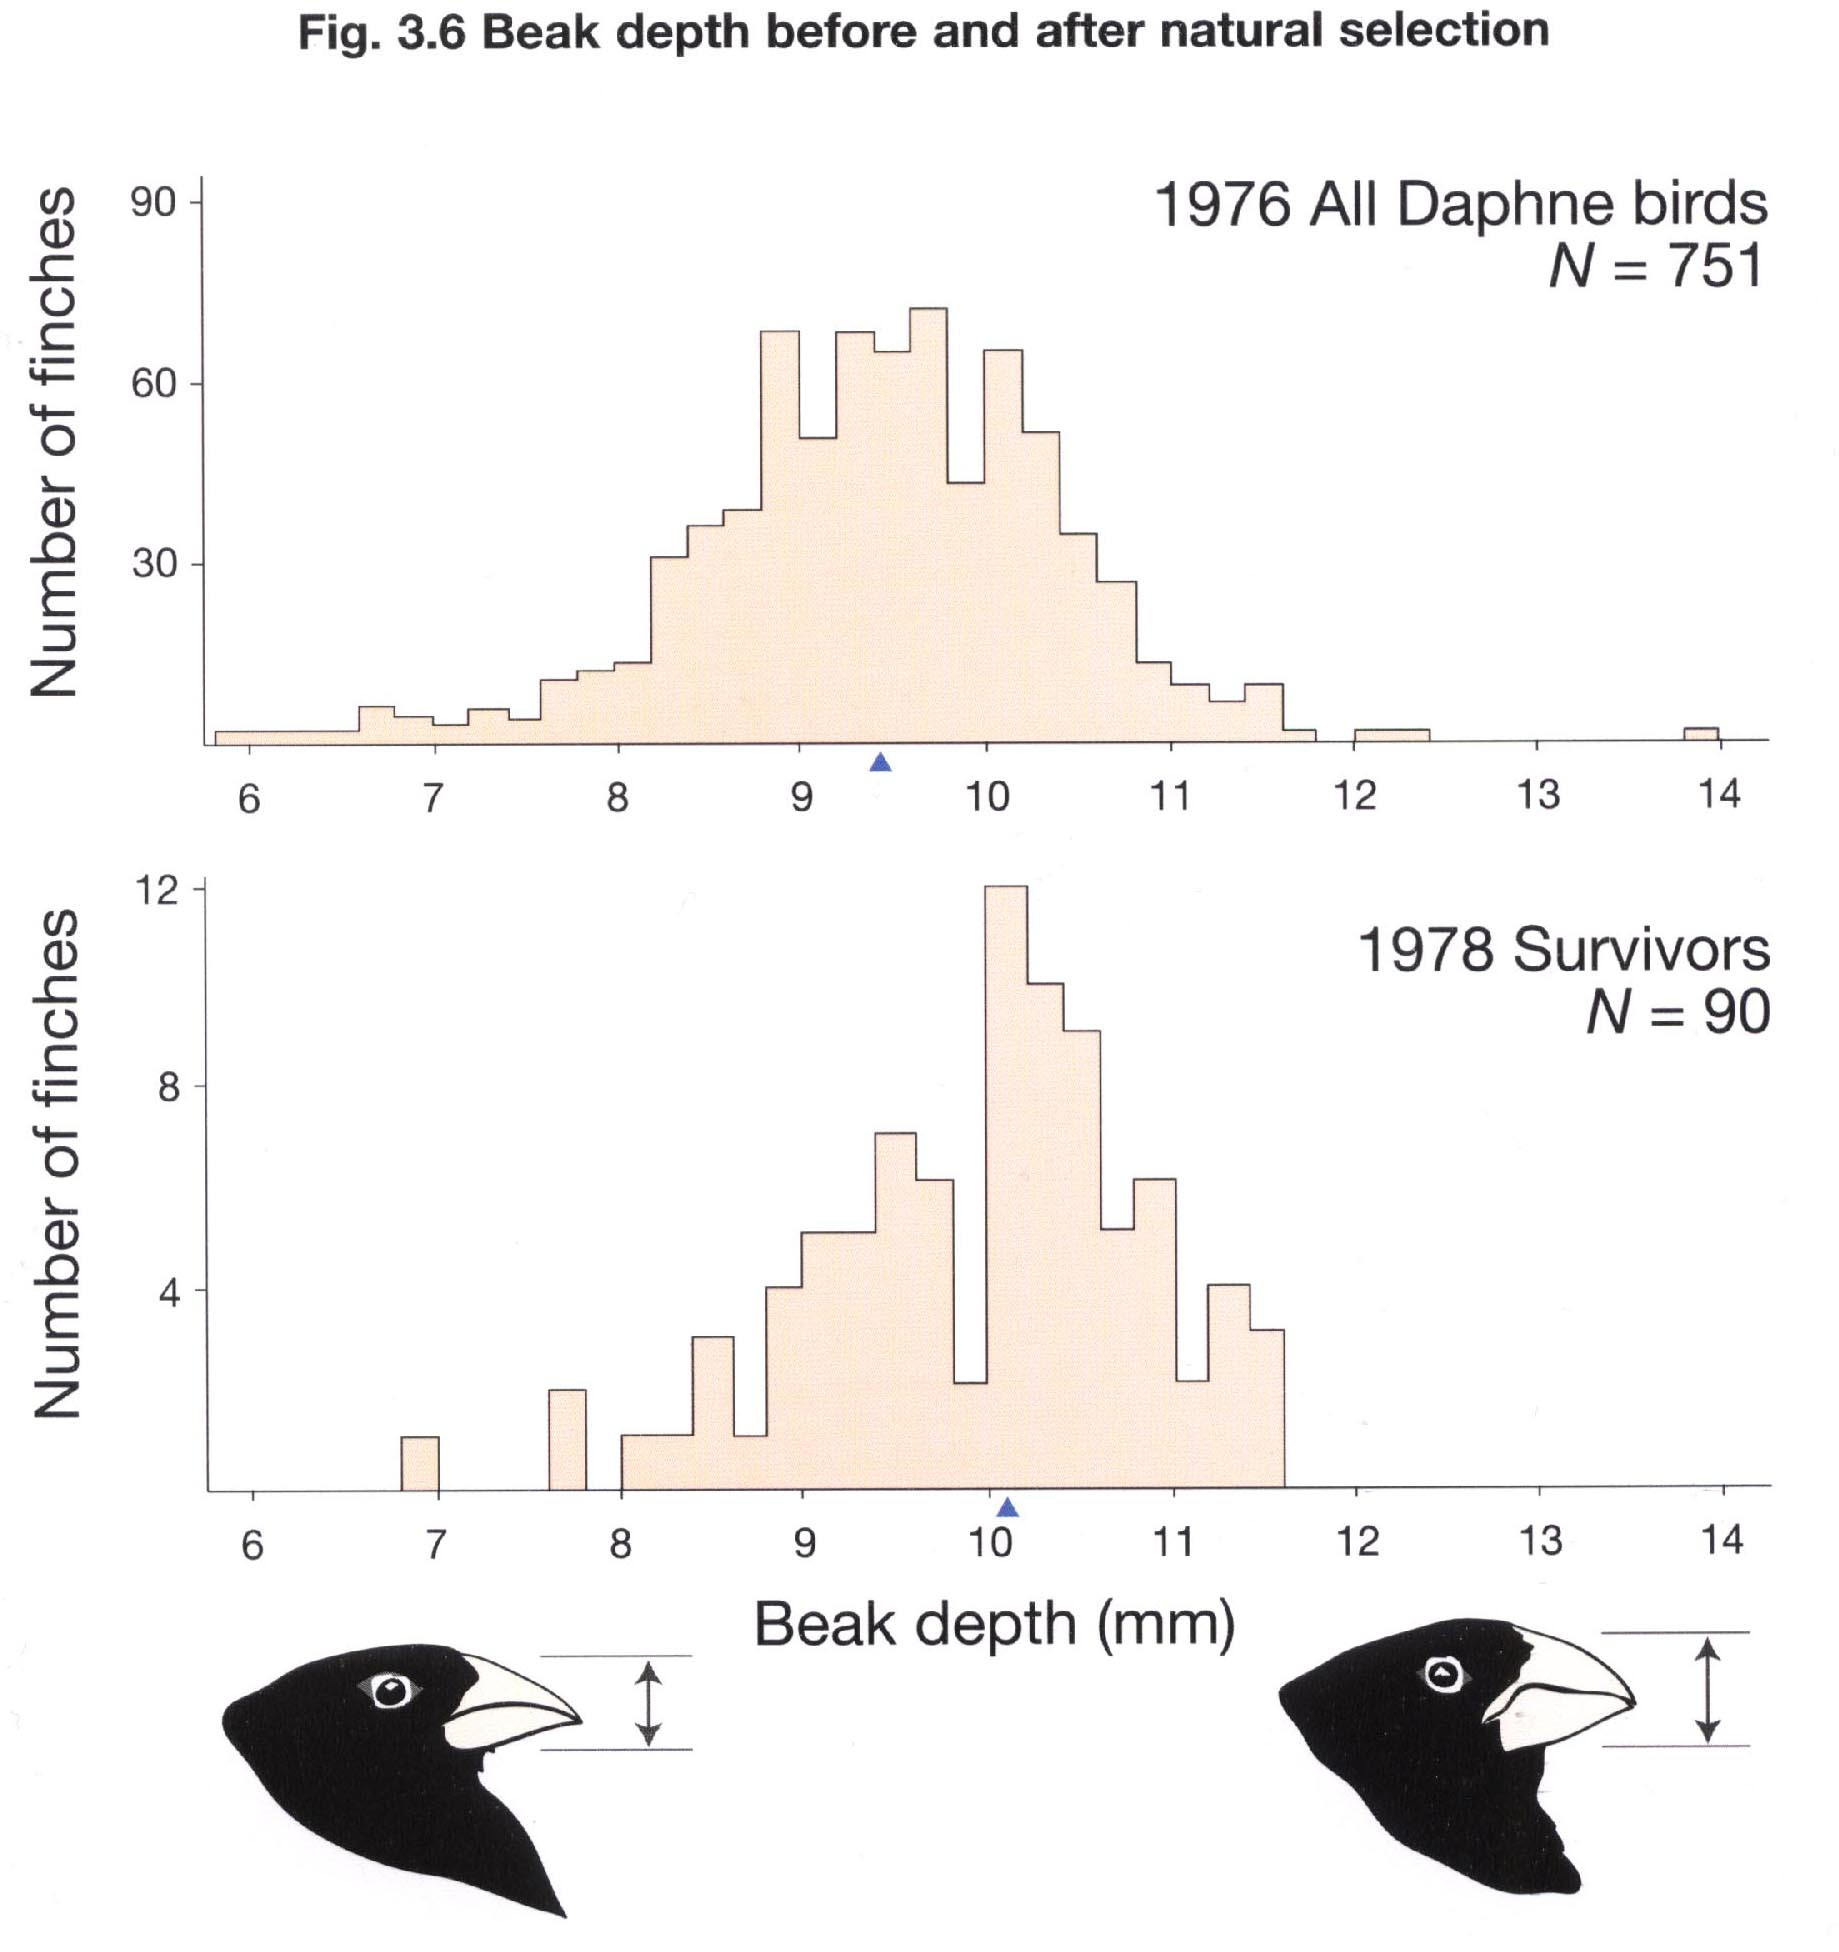 Fig. 3.6 Beak depth before and after natural selection
Number of finches
90
60
30
1976 All Daphne birds
N = 751
6 7 8 9 10 11 12 13 14
Number of finches
12
8
4
1978 Survivors
N = 90
6 7 8 9 10 11 12 13 14
Beak depth (mm)